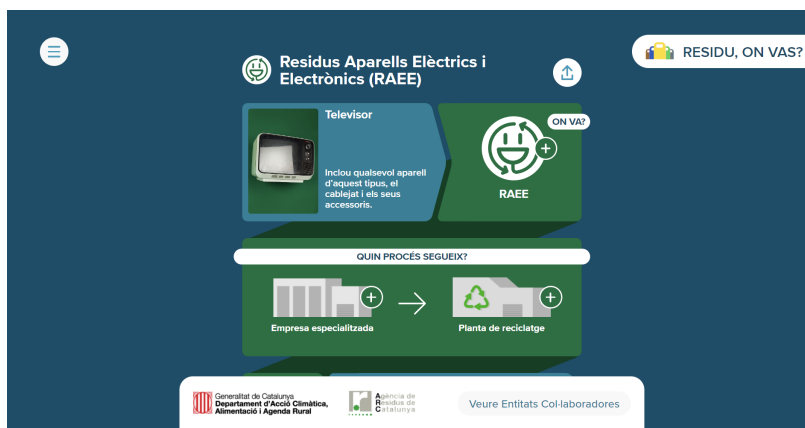 RESIDU, ON VAS?
Residus Aparells Elèctrics i
Electrònics (RAEE)
Televisor
Inclou qualsevol aparell
d'aquest tipus, el
cablejat i els seus
accessoris.
ON VA?
RAEE
QUIN PROCÉS SEGUEIX?
Empresa especialitzada
Planta de reciclatge
Generalitat de Catalunya
Departament d'Acció Climàtica,
Alimentació i Agenda Rural
Agència de
Residus de
Catalunya
Veure Entitats Col·laboradores